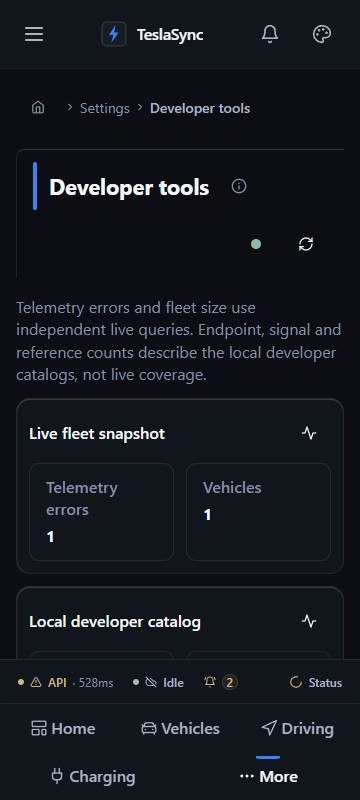 TeslaSync
Settings
Developer tools
Developer tools
Telemetry errors and fleet size use
independent live queries. Endpoint, signal and
reference counts describe the local developer
catalogs, not live coverage.
Live fleet snapshot
Telemetry
errors
1
Vehicles
1
Local developer catalog
API · 528ms
Idle
2
Status
Home
Vehicles
Driving
Charging
More